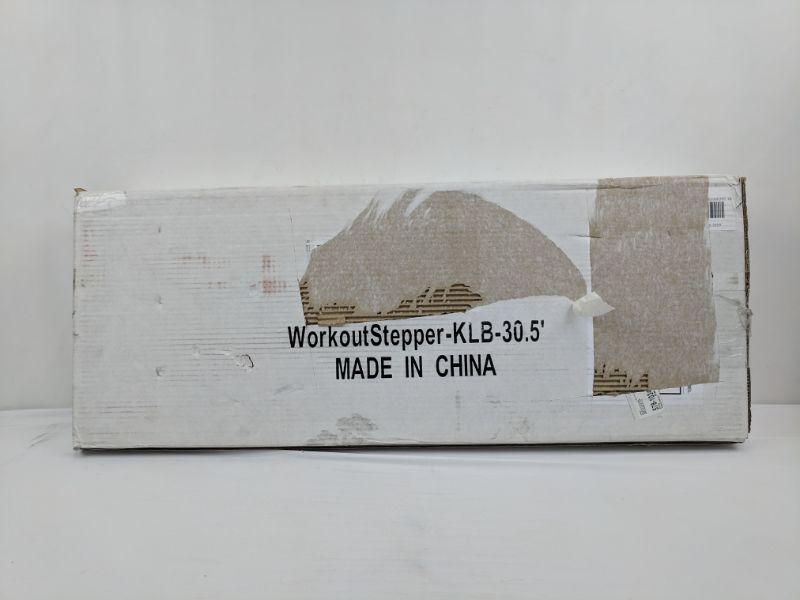 WorkoutStepper-KLB-30.5'
MADE IN CHINA